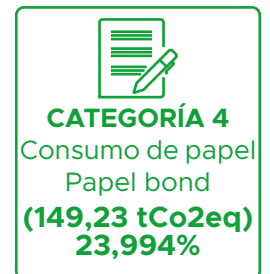 CATEGORÍA 4
Consumo de papel
Papel bond
(149,23 tCo2eq)
23,994%